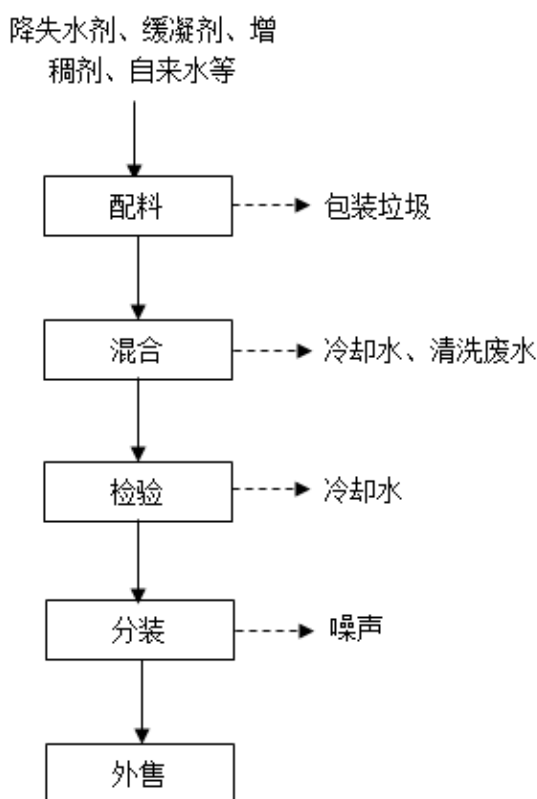 降失水剂、缓凝剂、增
稠剂、自来水等
配料
包装垃圾
混合
冷却水、清洗废水
检验
冷却水
分装
噪声
外售